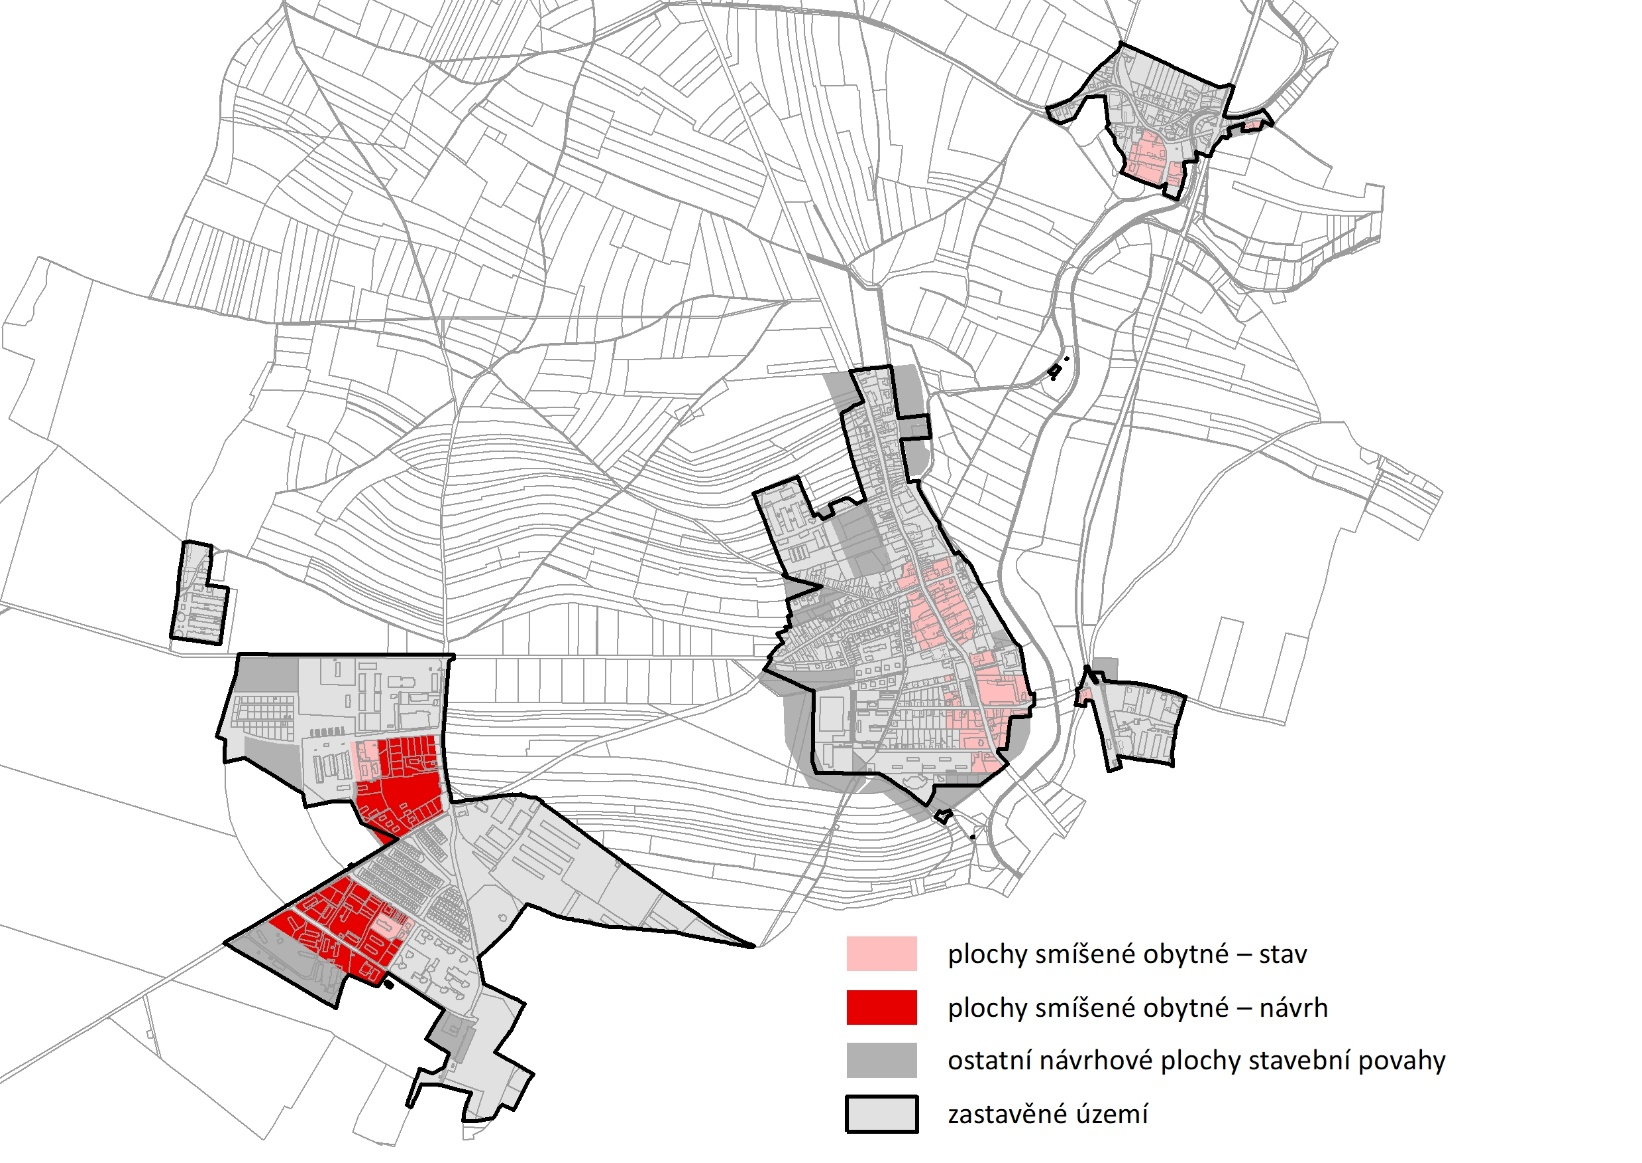 plochy smíšené obytné – stav
plochy smíšené obytné – návrh
ostatní návrhové plochy stavební povahy
zastavěné území